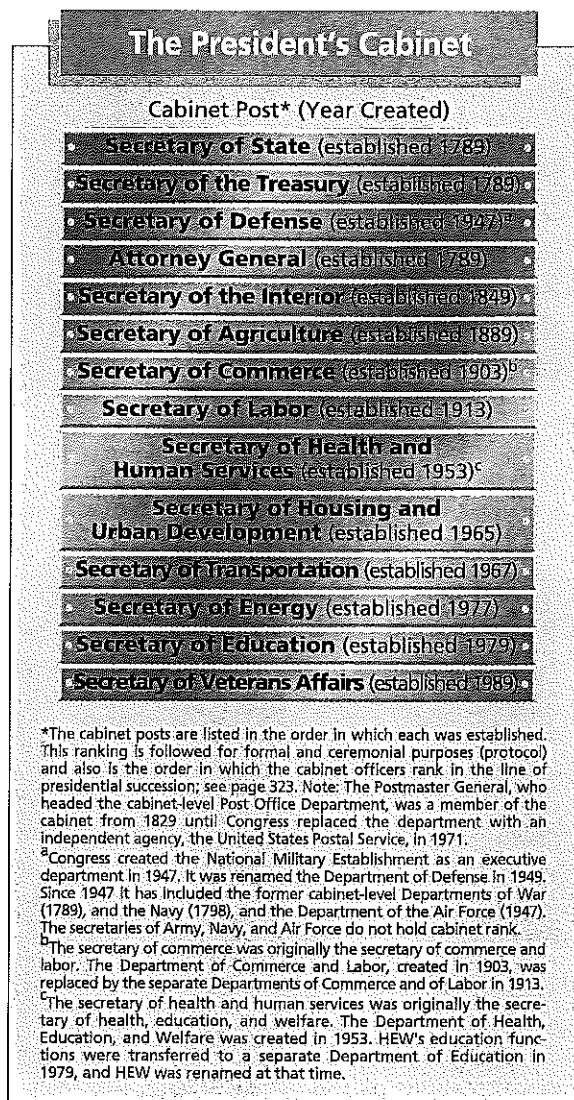 The President's Cabinet
Cabinet Post* (Year Created)
Secretary of State (established 1789)
Secretary of the Treasury (established 1789)
Secretary of Defense (established 1947)a
Attorney General (established 1789)
Secretary of the Interior (established 1849)
Secretary of Agriculture (established 1889)
Secretary of Commerce (established 1903)b
Secretary of Labor (established 1913)
Secretary of Health and
Human Services (established 1953)c
Secretary of Housing and
Urban Development (established 1965)
Secretary of Transportation (established 1967)
Secretary of Energy (established 1977)
Secretary of Education (established 1979)
Secretary of Veterans Affairs (established 1989)
*The cabinet posts are listed in the order in which each was established.
This ranking is followed for formal and ceremonial purposes (protocol)
and also is the order in which the cabinet officers rank in the line of
presidential succession; see page 323. Note: The Postmaster General, who
headed the cabinet-level Post Office Department, was a member of the
cabinet from 1829 until Congress replaced the department with an
independent agency, the United States Postal Service, in 1971.
aCongress created the National Military Establishment as an executive
department in 1947. It was renamed the Department of Defense in 1949.
Since 1947 it has included the former cabinet-level Departments of War
(1789), and the Navy (1798), and the Department of the Air Force (1947).
The secretaries of Army, Navy, and Air Force do not hold cabinet rank.
bThe secretary of commerce was originally the secretary of commerce and
labor. The Department of Commerce and Labor, created in 1903, was
replaced by the separate Departments of Commerce and of Labor in 1913.
cThe secretary of health and human services was originally the secre-
tary of health, education, and welfare. The Department of Health,
Education, and Welfare was created in 1953. HEW's education func-
tions were transferred to a separate Department of Education in
1979, and HEW was renamed at that time.